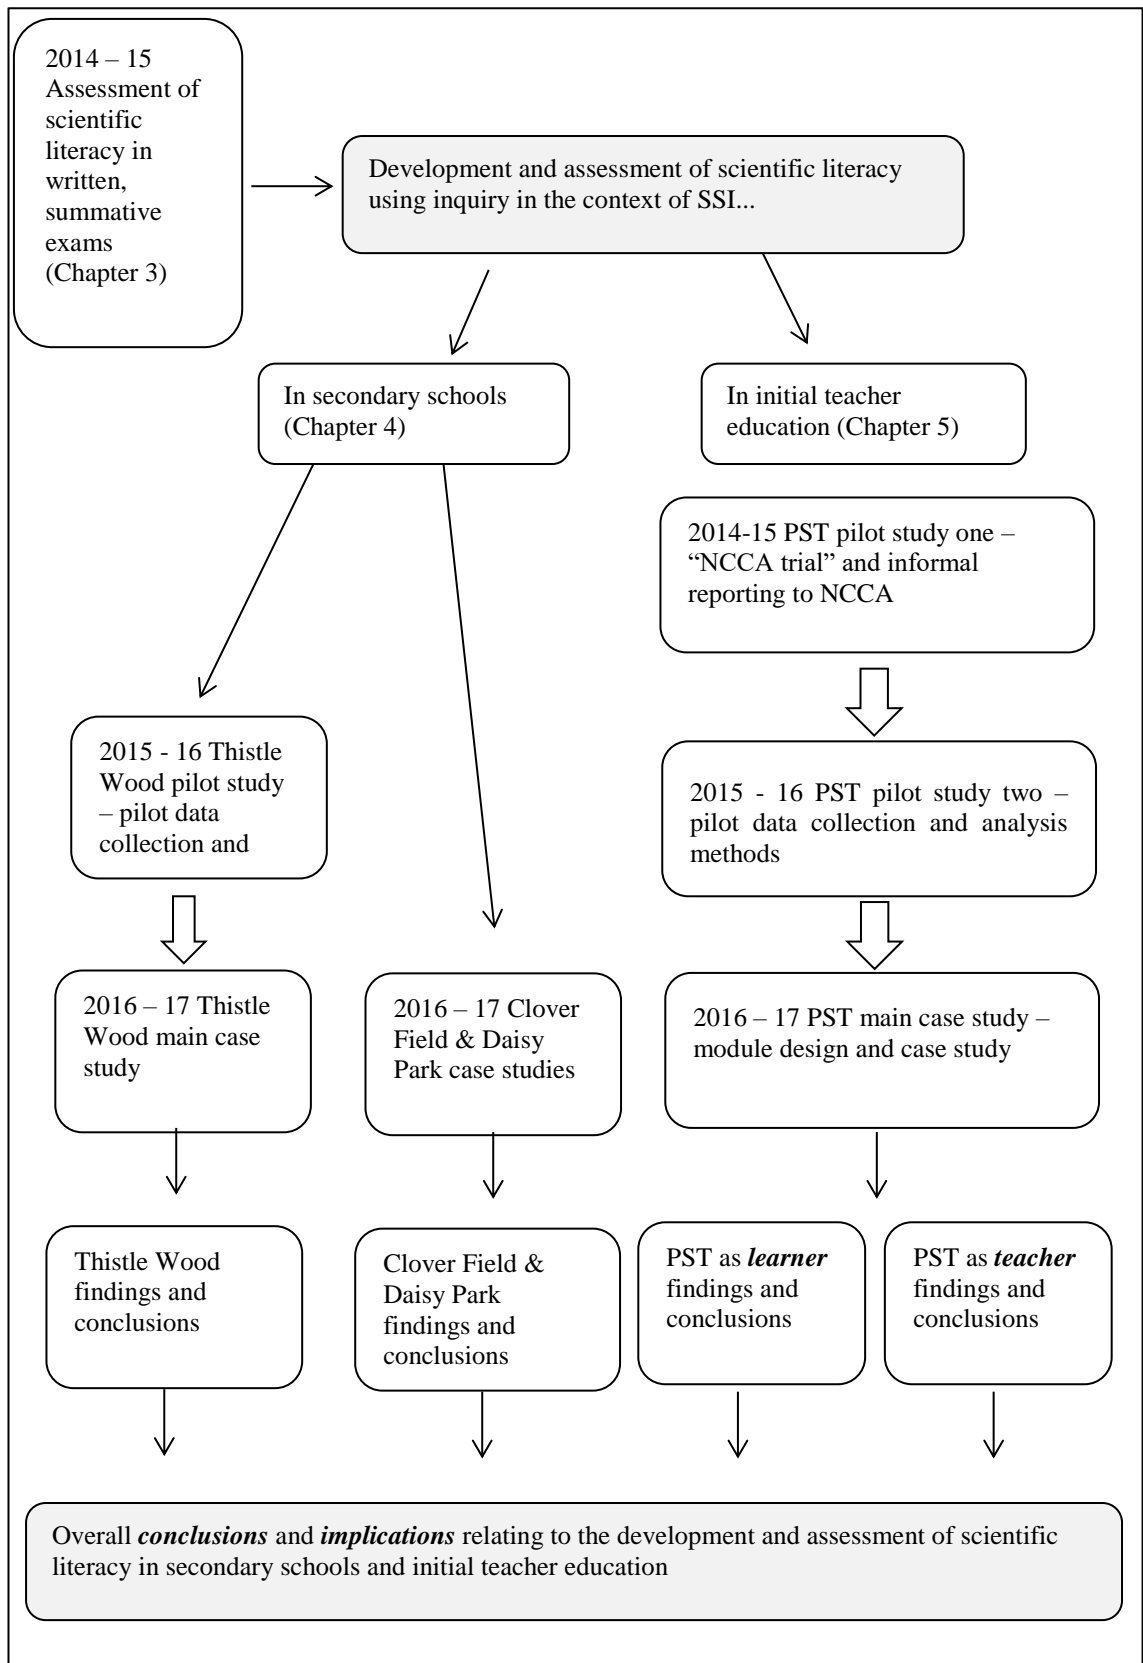 2014 – 15
Assessment of
scientific
literacy in
written,
summative
exams
(Chapter 3)
Development and assessment of scientific literacy
using inquiry in the context of SSI...
In secondary schools
(Chapter 4)
In initial teacher
education (Chapter 5)
2014-15 PST pilot study one –
“NCCA trial” and informal
reporting to NCCA
2015 - 16 Thistle
Wood pilot study
– pilot data
collection and
2015 - 16 PST pilot study two –
pilot data collection and analysis
methods
2016 – 17 Thistle
Wood main case
study
2016 – 17 Clover
Field & Daisy
Park case studies
2016 – 17 PST main case study –
module design and case study
Thistle Wood
findings and
conclusions
Clover Field &
Daisy Park
findings and
conclusions
PST as learner
findings and
conclusions
PST as teacher
findings and
conclusions
Overall conclusions and implications relating to the development and assessment of scientific
literacy in secondary schools and initial teacher education